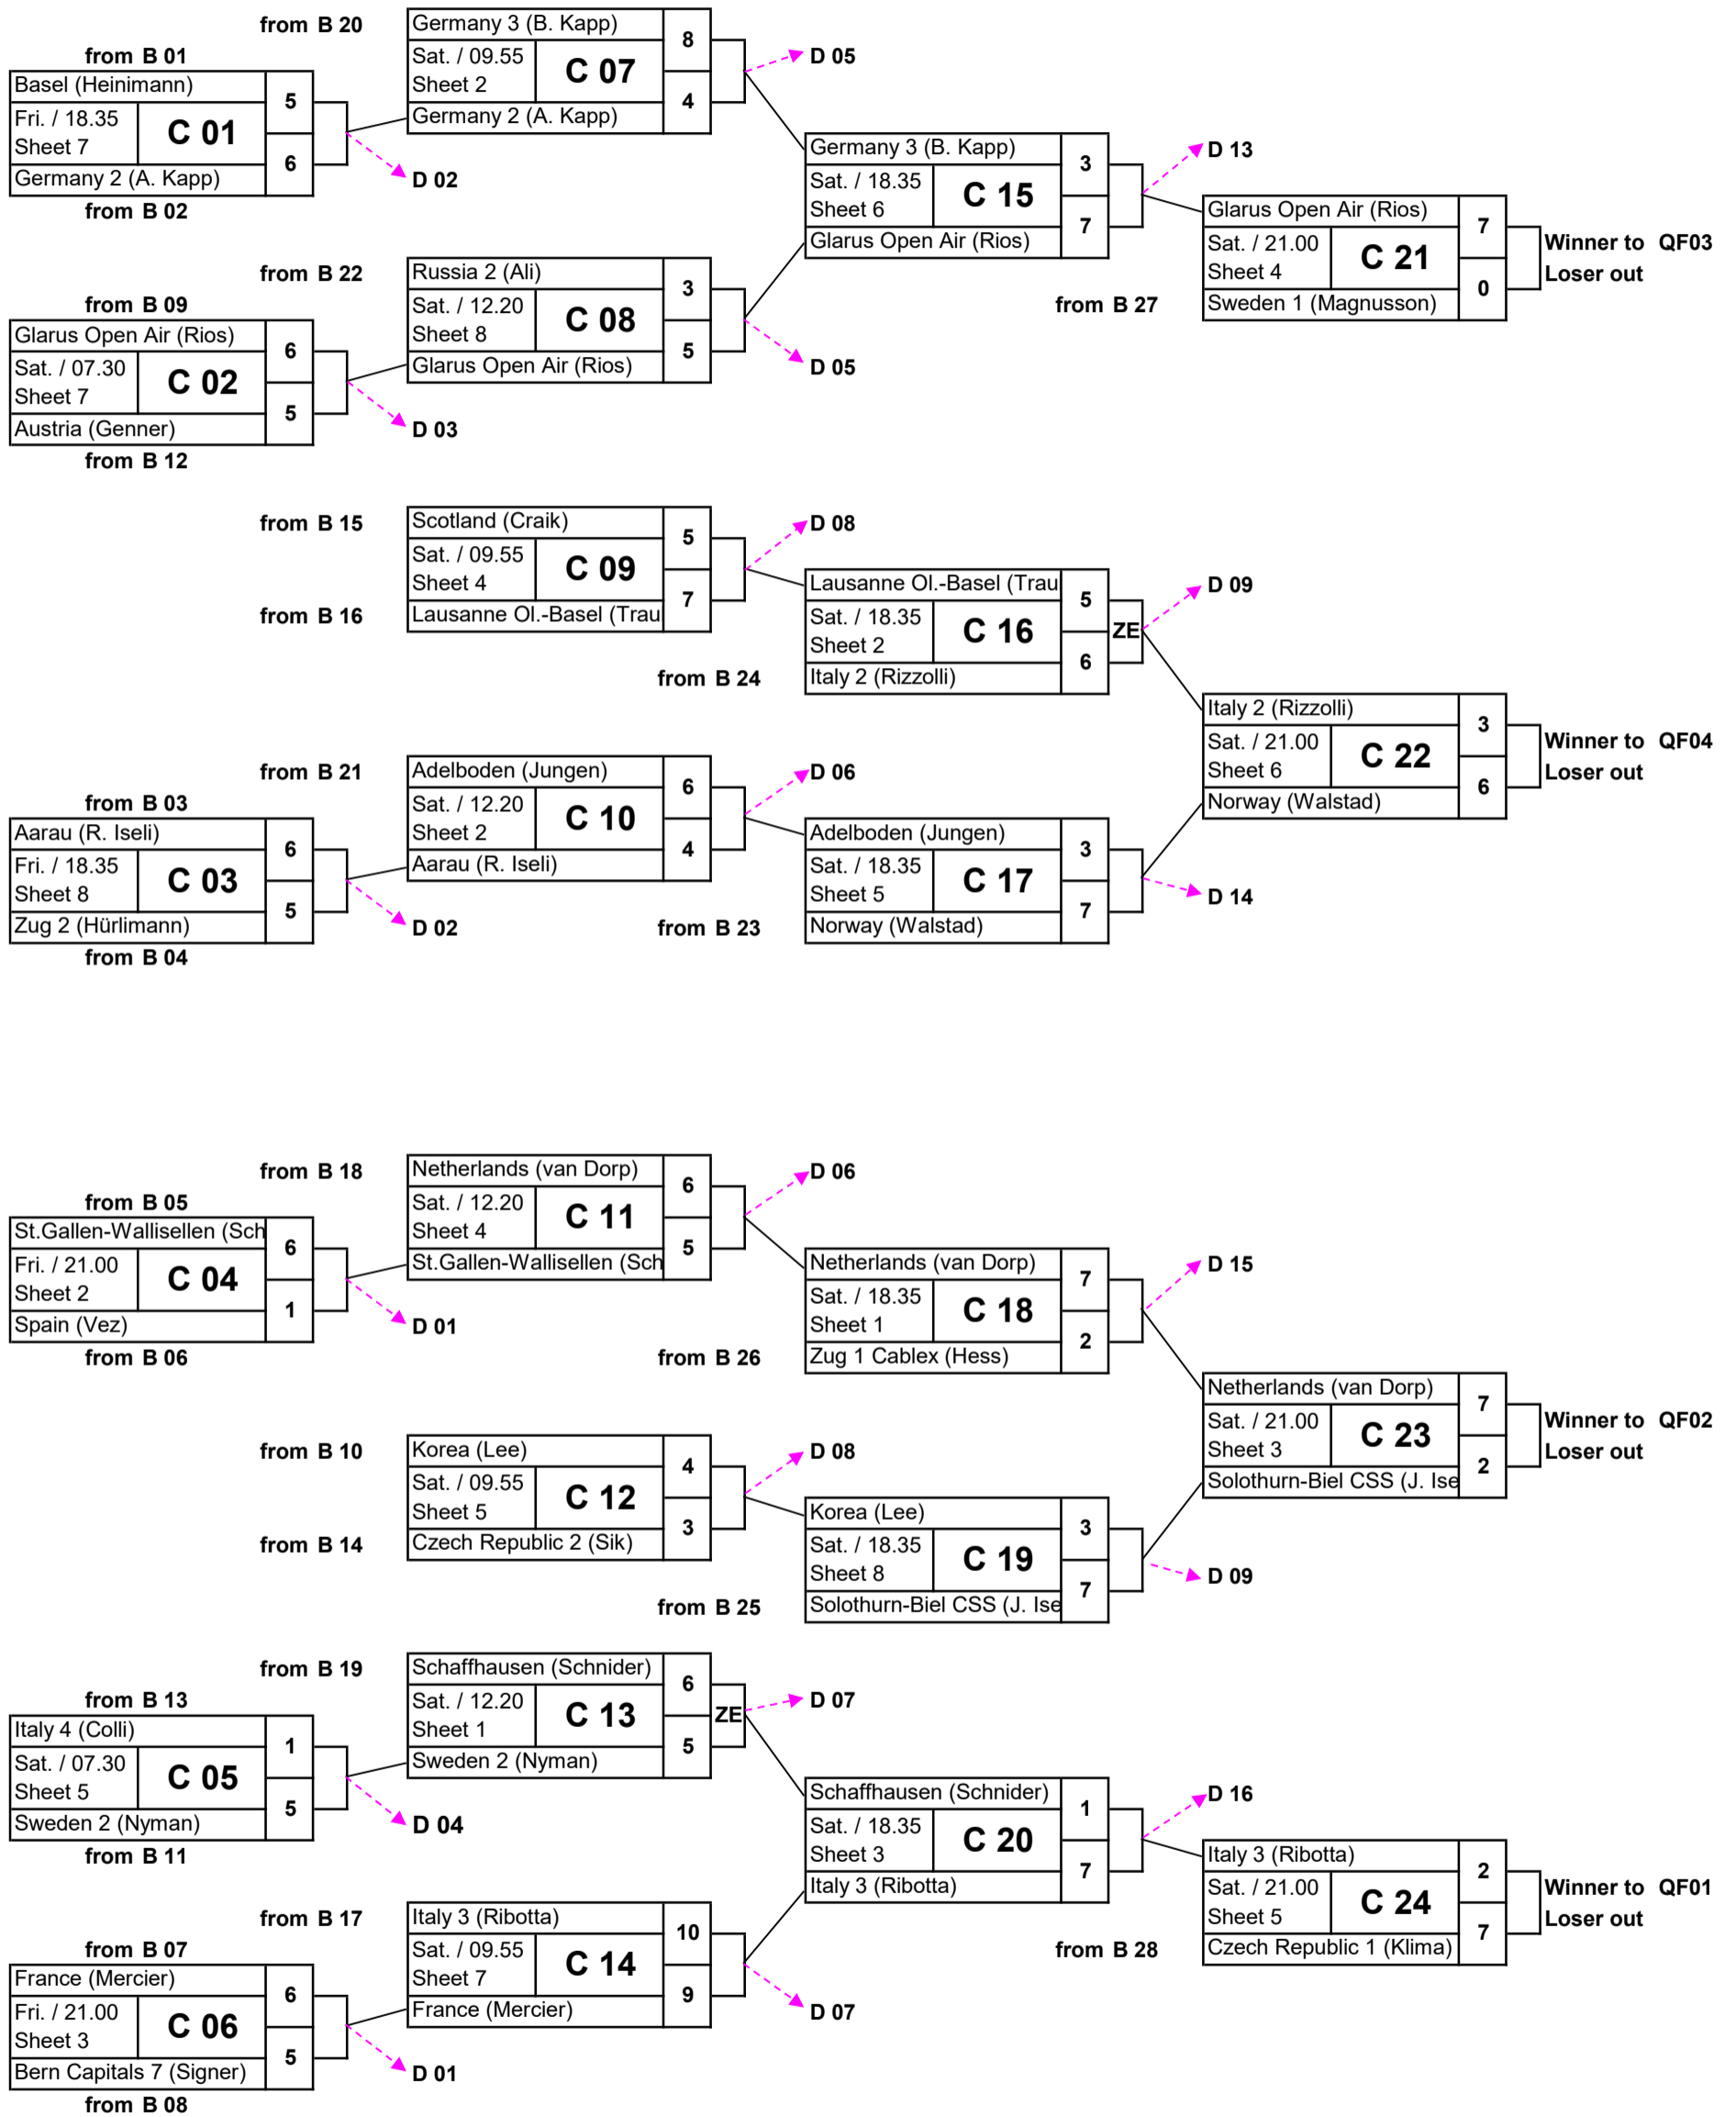 from B 20
Germany 3 (B. Kapp)
8
Sat. / 09.55
Sheet 2
C 07
4
Germany 2 (A. Kapp)
D 05
from B 01
Basel (Heinimann)
5
Fri. / 18.35
Sheet 7
C 01
6
Germany 2 (A. Kapp)
from B 02
D 02
Germany 3 (B. Kapp)
3
Sat. / 18.35
Sheet 6
C 15
7
Glarus Open Air (Rios)
D 13
Glarus Open Air (Rios)
7
Sat. / 21.00
Sheet 4
C 21
0
Sweden 1 (Magnusson)
Winner to QF03
Loser out
from B 27
from B 22
Russia 2 (Ali)
3
Sat. / 12.20
Sheet 8
C 08
5
Glarus Open Air (Rios)
D 05
from B 09
Glarus Open Air (Rios)
6
Sat. / 07.30
Sheet 7
C 02
5
Austria (Genner)
from B 12
D 03
from B 15
Scotland (Craik)
5
Sat. / 09.55
Sheet 4
C 09
7
from B 16
Lausanne Ol.-Basel (Trau
D 08
Lausanne Ol.-Basel (Trau
5
Sat. / 18.35
Sheet 2
C 16
ZE
6
from B 24
Italy 2 (Rizzolli)
D 09
Italy 2 (Rizzolli)
3
Sat. / 21.00
Sheet 6
C 22
6
Norway (Walstad)
Winner to QF04
Loser out
from B 21
Adelboden (Jungen)
6
Sat. / 12.20
Sheet 2
C 10
4
Aarau (R. Iseli)
D 06
from B 03
Aarau (R. Iseli)
6
Fri. / 18.35
Sheet 8
C 03
5
Zug 2 (Hürlimann)
from B 04
D 02
Adelboden (Jungen)
3
Sat. / 18.35
Sheet 5
C 17
7
from B 23
Norway (Walstad)
D 14
from B 18
Netherlands (van Dorp)
6
Sat. / 12.20
Sheet 4
C 11
5
St.Gallen-Wallisellen (Sch
D 06
from B 05
St.Gallen-Wallisellen (Sch
6
Fri. / 21.00
Sheet 2
C 04
1
Spain (Vez)
from B 06
D 01
Netherlands (van Dorp)
7
Sat. / 18.35
Sheet 1
C 18
2
from B 26
Zug 1 Cablex (Hess)
D 15
Netherlands (van Dorp)
7
Sat. / 21.00
Sheet 3
C 23
2
Solothurn-Biel CSS (J. Ise
Winner to QF02
Loser out
from B 10
Korea (Lee)
4
Sat. / 09.55
Sheet 5
C 12
3
from B 14
Czech Republic 2 (Sik)
D 08
Korea (Lee)
3
Sat. / 18.35
Sheet 8
C 19
7
from B 25
Solothurn-Biel CSS (J. Ise
D 09
from B 19
Schaffhausen (Schnider)
6
Sat. / 12.20
Sheet 1
C 13
ZE
5
Sweden 2 (Nyman)
D 07
from B 13
Italy 4 (Colli)
1
Sat. / 07.30
Sheet 5
C 05
5
Sweden 2 (Nyman)
from B 11
D 04
Schaffhausen (Schnider)
1
Sat. / 18.35
Sheet 3
C 20
7
Italy 3 (Ribotta)
D 16
Italy 3 (Ribotta)
2
Sat. / 21.00
Sheet 5
C 24
7
from B 28
Czech Republic 1 (Klima)
Winner to QF01
Loser out
from B 17
Italy 3 (Ribotta)
10
Sat. / 09.55
Sheet 7
C 14
9
France (Mercier)
D 07
from B 07
France (Mercier)
6
Fri. / 21.00
Sheet 3
C 06
5
Bern Capitals 7 (Signer)
from B 08
D 01